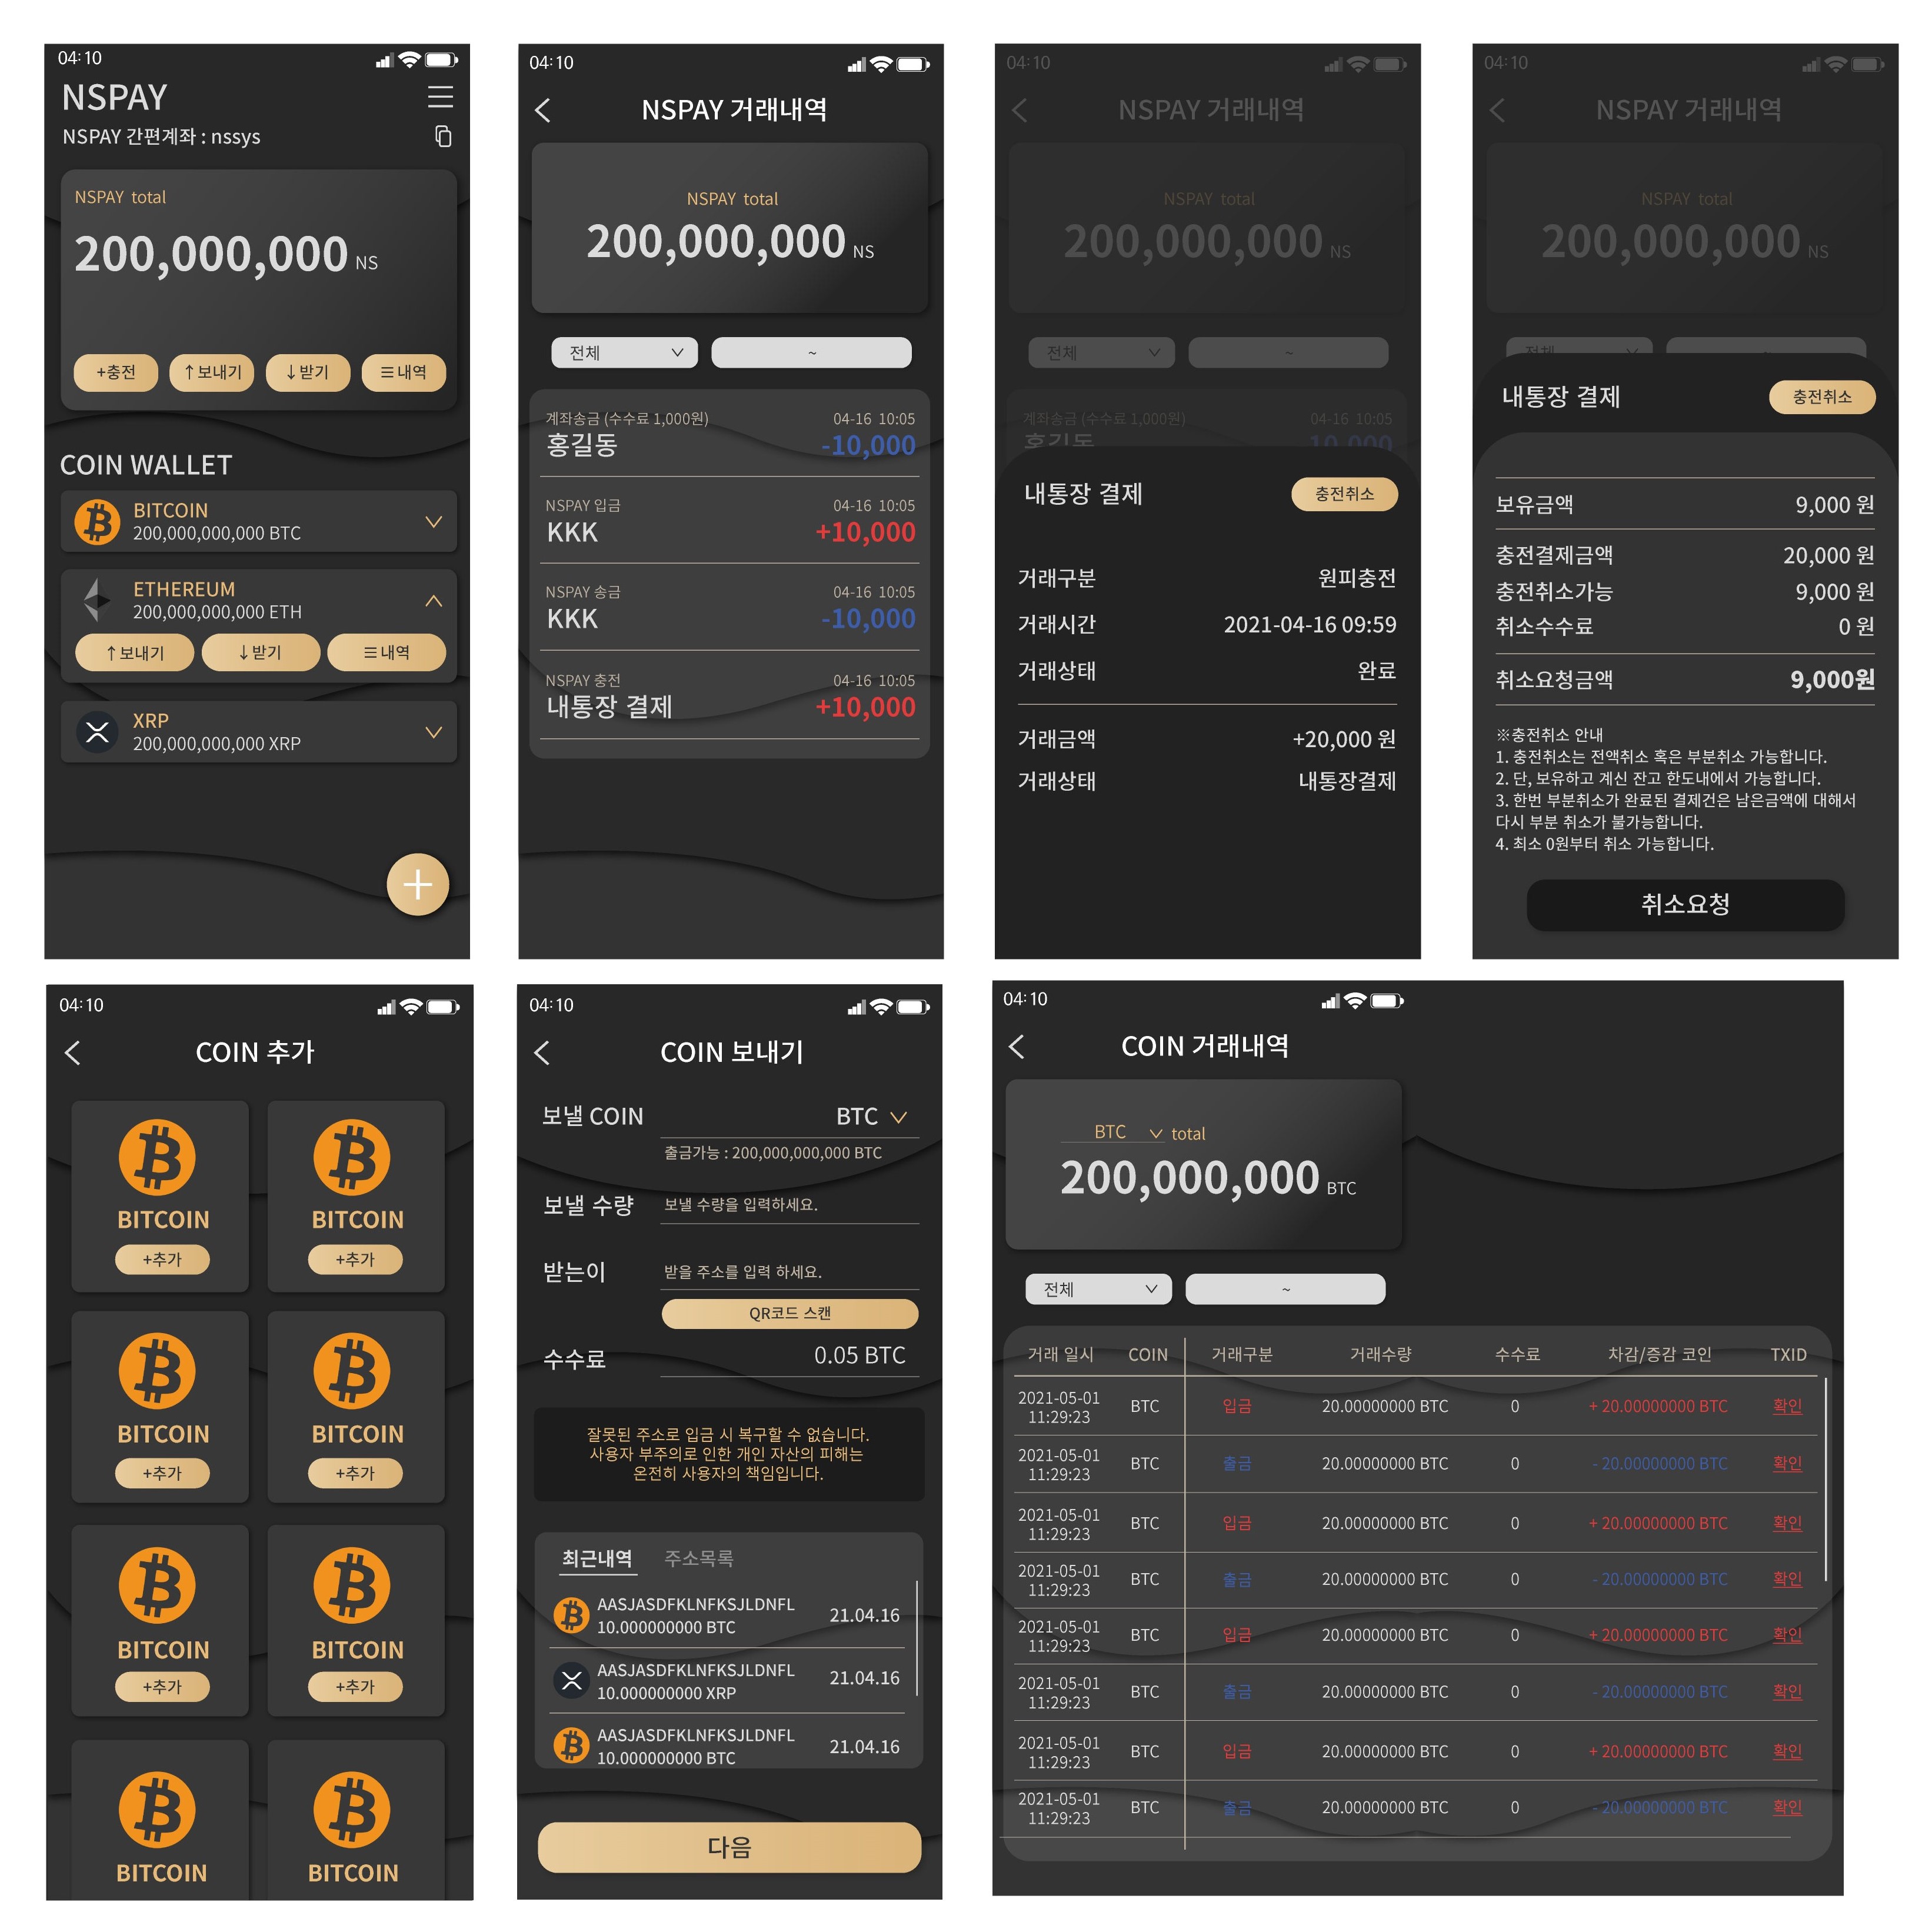 04:10
NSPAY
NSPAY 간편계좌 : nssys
NSPAY total
200,000,000 NS
+충전 ↑보내기 ↓받기 ☰내역
COIN WALLET
BITCOIN
200,000,000,000 BTC
ETHEREUM
200,000,000,000 ETH
↑보내기 ↓받기 ☰내역
XRP
200,000,000,000 XRP
+
04:10
NSPAY 거래내역
NSPAY total
200,000,000 NS
전체 ~
계좌송금 (수수료 1,000원) 04-16 10:05
홍길동 -10,000
NSPAY 입금 04-16 10:05
KKK +10,000
NSPAY 송금 04-16 10:05
KKK -10,000
NSPAY 충전 04-16 10:05
내통장 결제 +10,000
04:10
NSPAY 거래내역
NSPAY total
200,000,000 NS
전체 ~
계좌송금 (수수료 1,000원) 04-16 10:05
홍길동 -10,000
내통장 결제 충전취소
거래구분 원피충전
거래시간 2021-04-16 09:59
거래상태 완료
거래금액 +20,000 원
거래상태 내통장결제
04:10
NSPAY 거래내역
NSPAY total
200,000,000 NS
전체 ~
내통장 결제 충전취소
보유금액 9,000 원
충전결제금액 20,000 원
충전취소가능 9,000 원
취소수수료 0 원
취소요청금액 9,000원
※충전취소 안내
1. 충전취소는 전액취소 혹은 부분취소 가능합니다.
2. 단, 보유하고 계신 잔고 한도내에서 가능합니다.
3. 한번 부분취소가 완료된 결제건은 남은금액에 대해서
다시 부분 취소가 불가능합니다.
4. 최소 0원부터 취소 가능합니다.
취소요청
04:10
COIN 추가
BITCOIN BITCOIN
+추가 +추가
BITCOIN BITCOIN
+추가 +추가
BITCOIN BITCOIN
+추가 +추가
BITCOIN BITCOIN
04:10
COIN 보내기
보낼 COIN BTC
출금가능 : 200,000,000,000 BTC
보낼 수량 보낼 수량을 입력하세요.
받는이 받을 주소를 입력 하세요.
QR코드 스캔
수수료 0.05 BTC
잘못된 주소로 입금 시 복구할 수 없습니다.
사용자 부주의로 인한 개인 자산의 피해는
온전히 사용자의 책임입니다.
최근내역 주소목록
AASJASDFKLNFKSJLDNFL
10.000000000 BTC 21.04.16
AASJASDFKLNFKSJLDNFL
10.000000000 XRP 21.04.16
AASJASDFKLNFKSJLDNFL
10.000000000 BTC 21.04.16
다음
04:10
COIN 거래내역
BTC total
200,000,000 BTC
전체 ~
거래 일시 COIN 거래구분 거래수량 수수료 차감/증감 코인 TXID
2021-05-01
11:29:23 BTC 입금 20.00000000 BTC 0 + 20.00000000 BTC 확인
2021-05-01
11:29:23 BTC 출금 20.00000000 BTC 0 - 20.00000000 BTC 확인
2021-05-01
11:29:23 BTC 입금 20.00000000 BTC 0 + 20.00000000 BTC 확인
2021-05-01
11:29:23 BTC 출금 20.00000000 BTC 0 - 20.00000000 BTC 확인
2021-05-01
11:29:23 BTC 입금 20.00000000 BTC 0 + 20.00000000 BTC 확인
2021-05-01
11:29:23 BTC 출금 20.00000000 BTC 0 - 20.00000000 BTC 확인
2021-05-01
11:29:23 BTC 입금 20.00000000 BTC 0 + 20.00000000 BTC 확인
2021-05-01
11:29:23 BTC 출금 20.00000000 BTC 0 - 20.00000000 BTC 확인